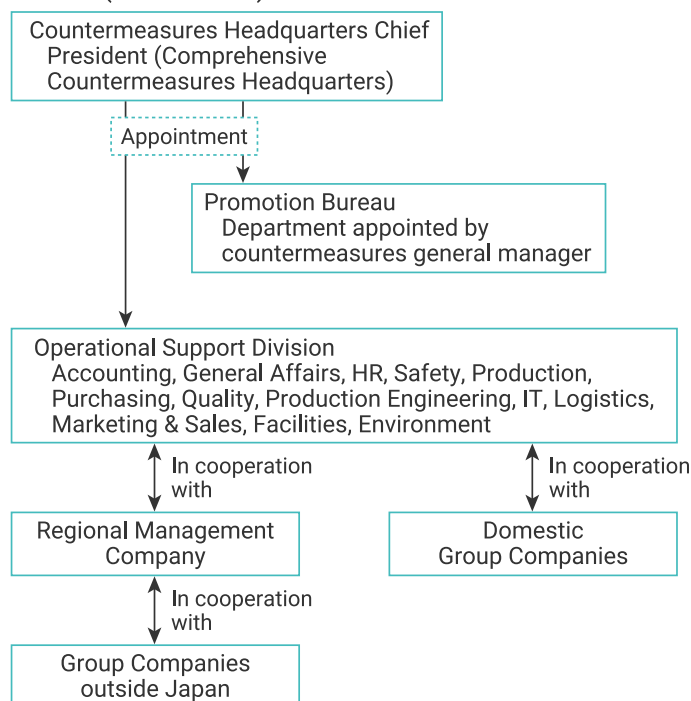 Countermeasures Headquarters Chief
President (Comprehensive
Countermeasures Headquarters)
Appointment
Promotion Bureau
Department appointed by
countermeasures general manager
Operational Support Division
Accounting, General Affairs, HR, Safety, Production,
Purchasing, Quality, Production Engineering, IT, Logistics,
Marketing & Sales, Facilities, Environment
In cooperation
with
In cooperation
with
Regional Management
Company
Domestic
Group Companies
In cooperation
with
Group Companies
outside Japan